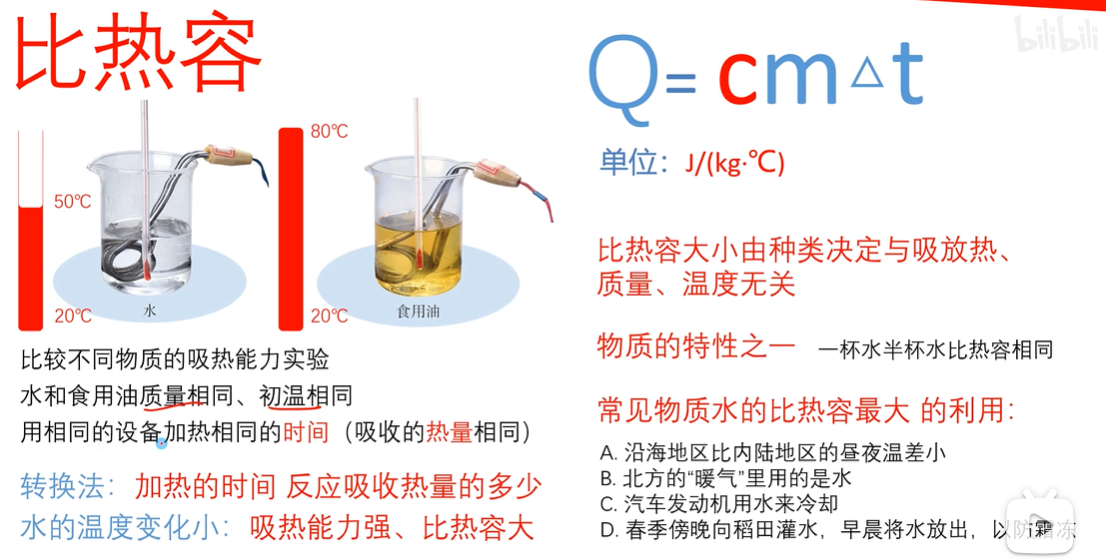 比热容
80℃
50℃
20℃
20℃
水
食用油
比较不同物质的吸热能力实验
水和食用油质量相同、初温相同
用相同的设备加热相同的时间（吸收的热量相同）
转换法：加热的时间 反应吸收热量的多少
水的温度变化小：吸热能力强、比热容大
bilibili
Q=cm△t
单位：J/(kg·℃)
比热容大小由种类决定与吸放热、
质量、温度无关
物质的特性之一 一杯水半杯水比热容相同
常见物质水的比热容最大 的利用：
A. 沿海地区比内陆地区的昼夜温差小
B. 北方的“暖气”里用的是水
C. 汽车发动机用水来冷却
D. 春季傍晚向稻田灌水，早晨将水放出，以防霜冻